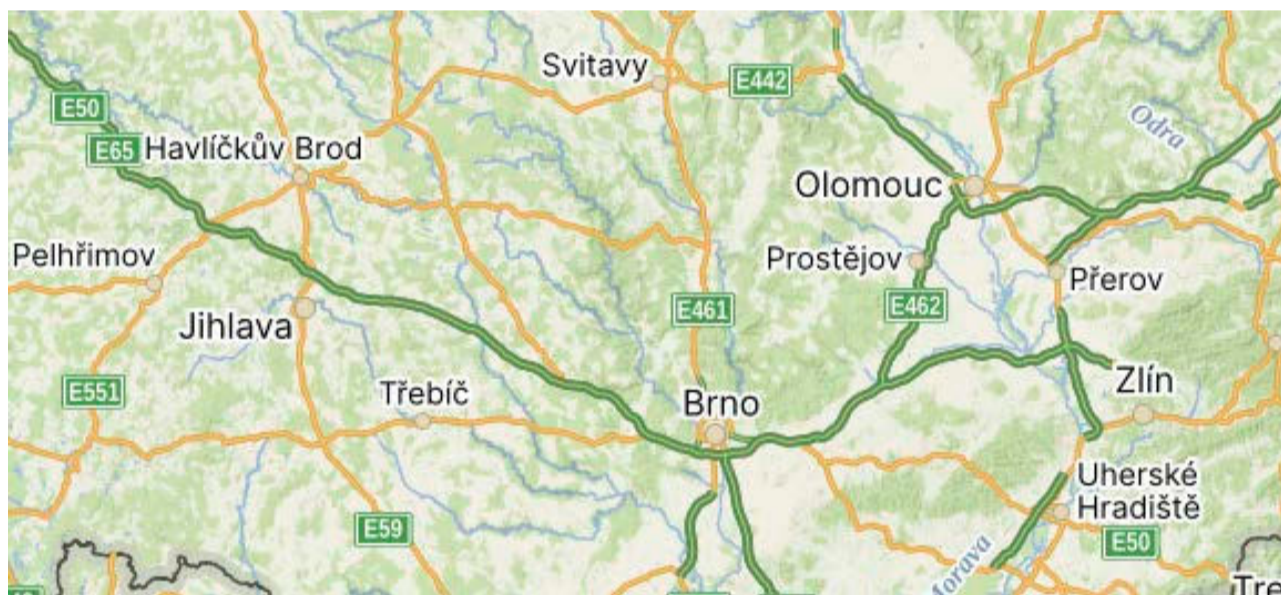 Svitavy
E442
E50
Odra
E65
Havlíčkův Brod
Olomouc
Pelhřimov
Prostějov
Přerov
E461
E462
Jihlava
E551
Třebíč
Zlín
Brno
Uherské
Hradiště
E59
E50
Morava